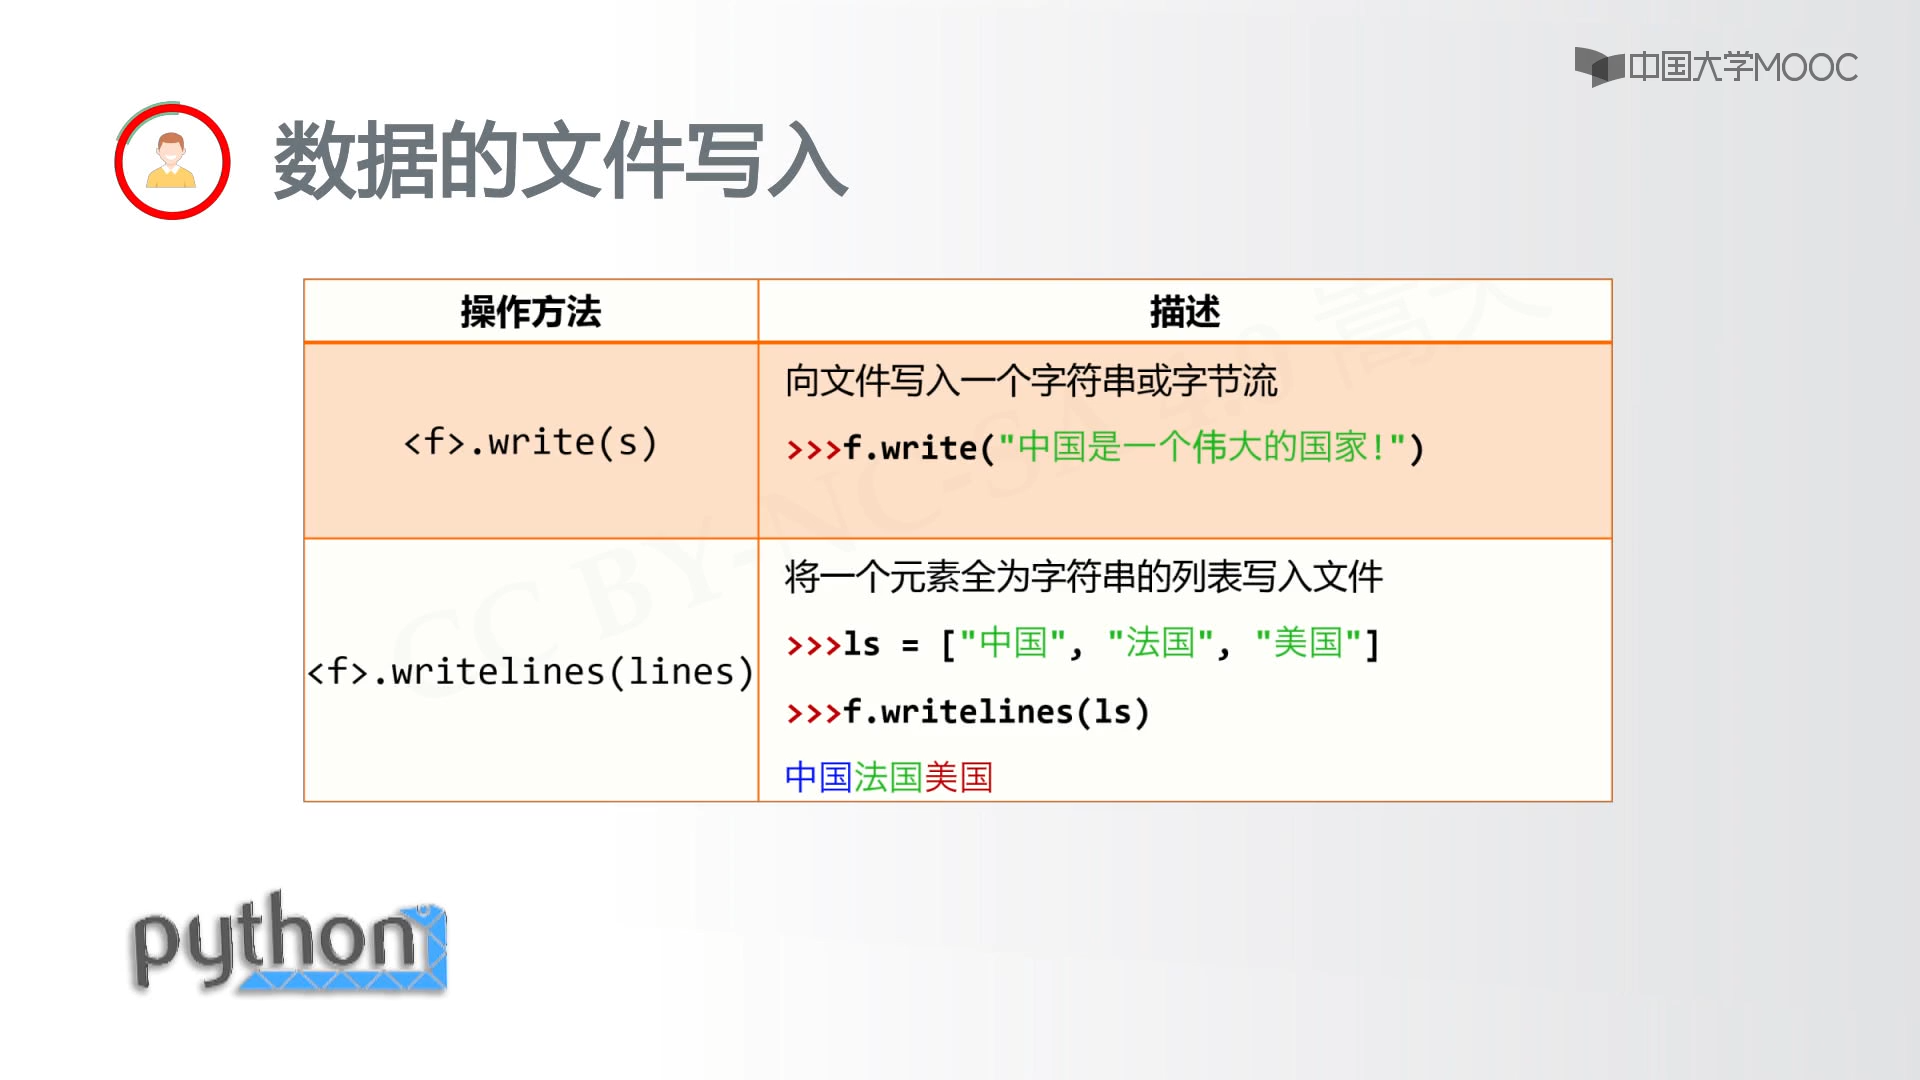 中国大学MOOC
数据的文件写入
操作方法
描述
<f>.write(s)
向文件写入一个字符串或字节流
>>>f.write("中国是一个伟大的国家!")
<f>.writelines(lines)
将一个元素全为字符串的列表写入文件
>>>ls = ["中国", "法国", "美国"]
>>>f.writelines(ls)
中国法国美国
CC BY-NC-SA 4.0 嵩天
python